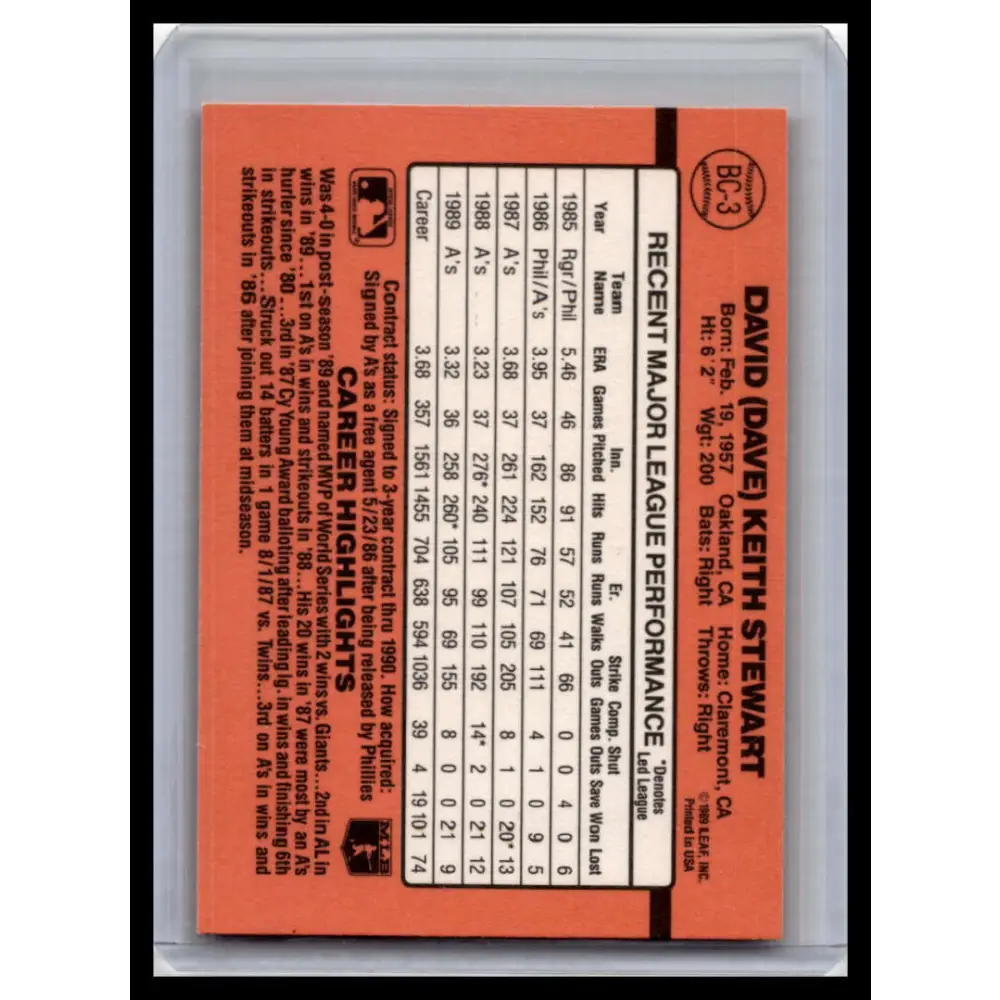 BC-3
DAVID (DAVE) KEITH STEWART
Born: Feb. 19, 1957 Oakland, CA Home: Claremont, CA
Ht: 6'2" Wgt: 200 Bats: Right Throws: Right
© 1989 LEAF, INC.
Printed in USA
RECENT MAJOR LEAGUE PERFORMANCE *Denotes
Led League
Team Inn. Er. Strike Comp. Shut
Year Name ERA Games Pitched Hits Runs Runs Walks Outs Games Outs Save Won Lost
1985 Rgr/Phil 5.46 46 86 91 57 52 41 66 0 0 4 0 6
1986 Phil/A's 3.95 37 162 152 76 71 69 111 4 1 0 9 5
1987 A's 3.68 37 261 224 121 107 105 205 8 1 0 20* 13
1988 A's 3.23 37 276* 240 111 99 110 192 14* 2 0 21 12
1989 A's 3.32 36 258 260* 105 95 69 155 8 0 0 21 9
Career 3.68 357 1561 1455 704 638 594 1036 39 4 19 101 74
Contract status: Signed to 3-year contract thru 1990. How acquired:
Signed by A's as a free agent 5/23/86 after being released by Phillies
MLB
CAREER HIGHLIGHTS
Was 4-0 in post-season '89 and named MVP of World Series with 2 wins vs. Giants...2nd in AL in
wins in '89...1st on A's in wins and strikeouts in '88...His 20 wins in '87 were most by an A's
hurler since '80...3rd in '87 Cy Young Award balloting after leading lg. in wins and finishing 6th
in strikeouts...Struck out 14 batters in 1 game 8/1/87 vs. Twins...3rd on A's in wins and
strikeouts in '86 after joining them at midseason.